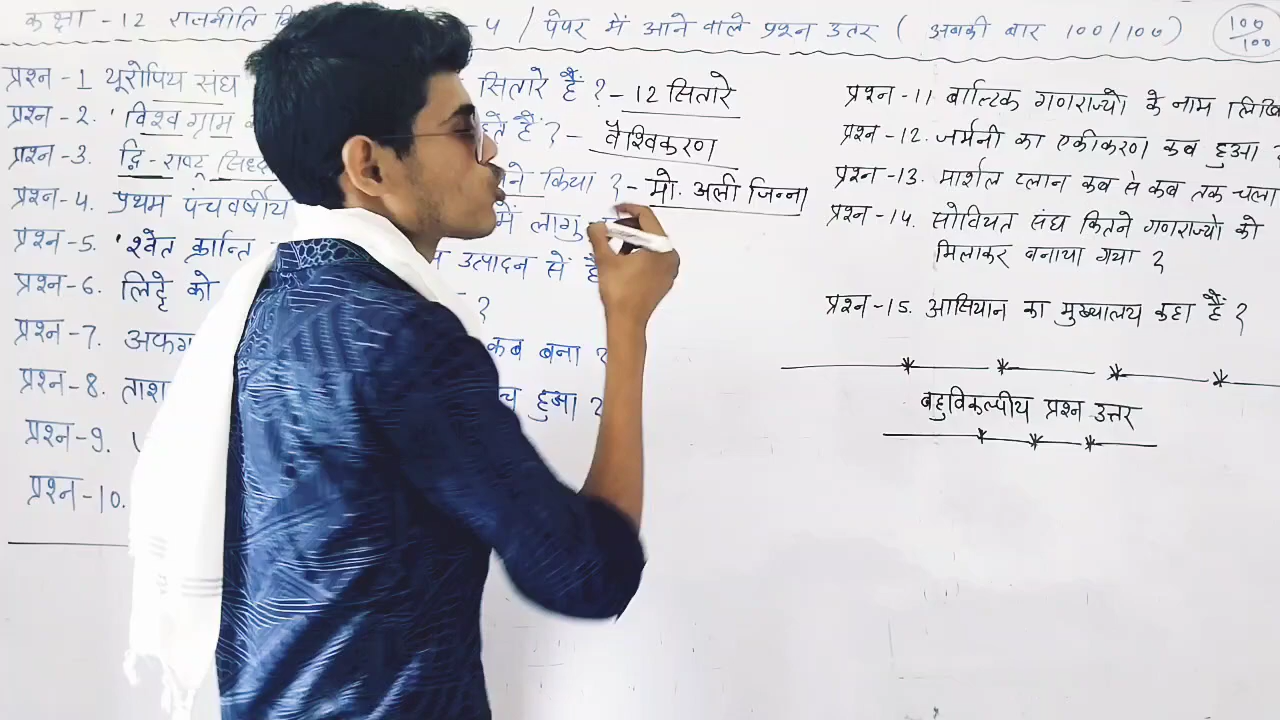 कक्षा - 12 राजनीति वि 4 / पेपर में आने वाले प्रश्न उत्तर ( अबकी बार 100/100 )
100/100
प्रश्न - 1 यूरोपिय संघ सितारे हैं ? - 12 सितारे
प्रश्न - 2. ' विश्व ग्राम ते हैं ? - वैश्विकरण
प्रश्न - 3. द्वि - राष्ट्र ने किया ? - मो. अली जिन्ना
प्रश्न - 4. प्रथम पंचवर्षीय में लागु
प्रश्न - 5. ' श्वेत क्रान्ति उत्पादन से
प्रश्न - 6. लिट्टे को ?
प्रश्न - 7. अफग कब बना ?
प्रश्न - 8. ताश हुआ ?
प्रश्न - 9.
प्रश्न - 10.
प्रश्न - 11 बाल्टिक गणराज्यो के नाम लिखि
प्रश्न - 12. जर्मनी का एकीकरण कब हुआ ?
प्रश्न - 13. मार्शल प्लान कब से कब तक चला
प्रश्न - 14. सोवियत संघ कितने गणराज्यो को
मिलाकर बनाया गया ?
प्रश्न - 15. आसियान का मुख्यालय कहा हैं ?
बहुविकल्पीय प्रश्न उत्तर